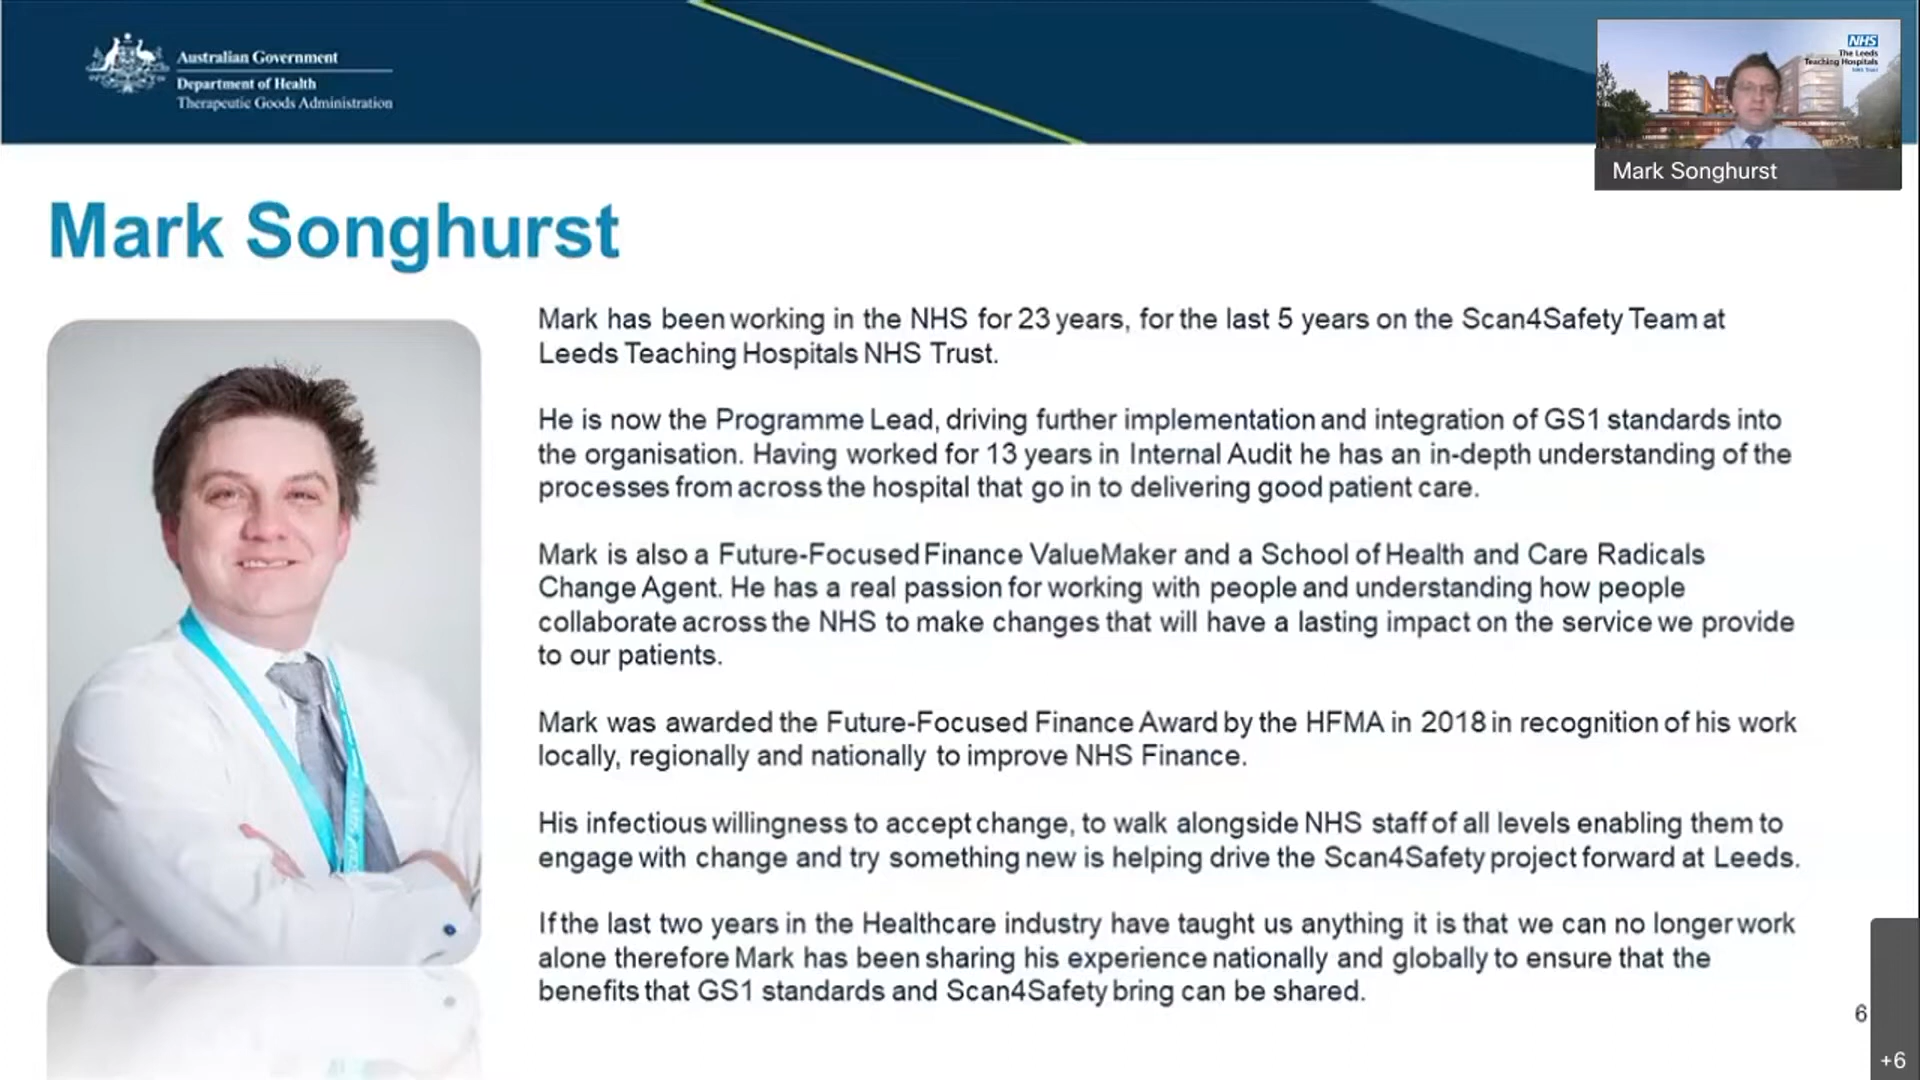 Australian Government
Department of Health
Therapeutic Goods Administration
NHS
The Leeds
Teaching Hospitals
NHS Trust
Mark Songhurst
Mark Songhurst
Mark has been working in the NHS for 23 years, for the last 5 years on the Scan4Safety Team at
Leeds Teaching Hospitals NHS Trust.
He is now the Programme Lead, driving further implementation and integration of GS1 standards into
the organisation. Having worked for 13 years in Internal Audit he has an in-depth understanding of the
processes from across the hospital that go in to delivering good patient care.
Mark is also a Future-Focused Finance ValueMaker and a School of Health and Care Radicals
Change Agent. He has a real passion for working with people and understanding how people
collaborate across the NHS to make changes that will have a lasting impact on the service we provide
to our patients.
Mark was awarded the Future-Focused Finance Award by the HFMA in 2018 in recognition of his work
locally, regionally and nationally to improve NHS Finance.
His infectious willingness to accept change, to walk alongside NHS staff of all levels enabling them to
engage with change and try something new is helping drive the Scan4Safety project forward at Leeds.
If the last two years in the Healthcare industry have taught us anything it is that we can no longer work
alone therefore Mark has been sharing his experience nationally and globally to ensure that the
benefits that GS1 standards and Scan4Safety bring can be shared.
6
+6